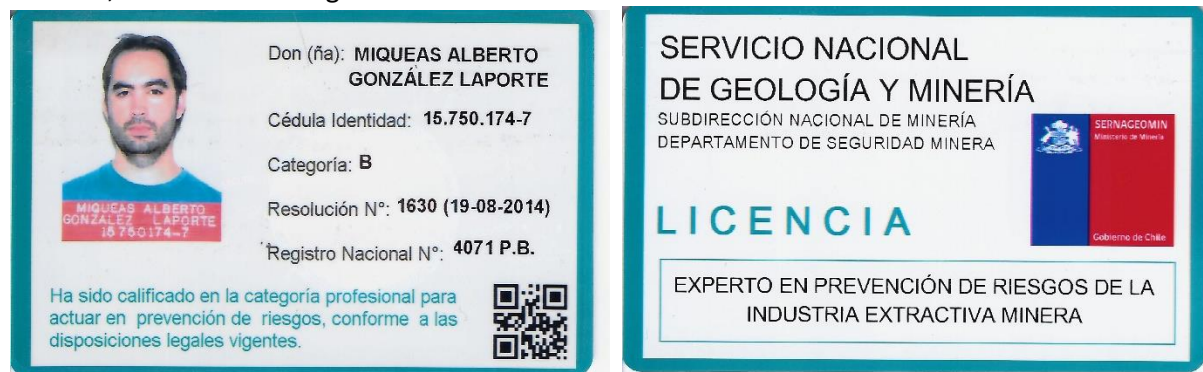 Don (ña): MIQUEAS ALBERTO
GONZÁLEZ LAPORTE
Cédula Identidad: 15.750.174-7
Categoría: B
Resolución N°: 1630 (19-08-2014)
Registro Nacional N°: 4071 P.B.
MIQUEAS ALBERTO
GONZALEZ LAPORTE
15750174-7
Ha sido calificado en la categoría profesional para
actuar en prevención de riesgos, conforme a las
disposiciones legales vigentes.
SERVICIO NACIONAL
DE GEOLOGÍA Y MINERÍA
SUBDIRECCIÓN NACIONAL DE MINERÍA
DEPARTAMENTO DE SEGURIDAD MINERA
SERNAGEOMIN
Ministerio de Minería
Gobierno de Chile
LICENCIA
EXPERTO EN PREVENCIÓN DE RIESGOS DE LA
INDUSTRIA EXTRACTIVA MINERA